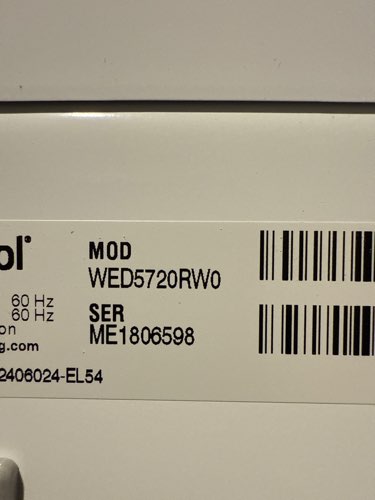 ol®
MOD
WED5720RW0
60 Hz
60 Hz
SER
ME1806598
on
g.com
2406024-EL54